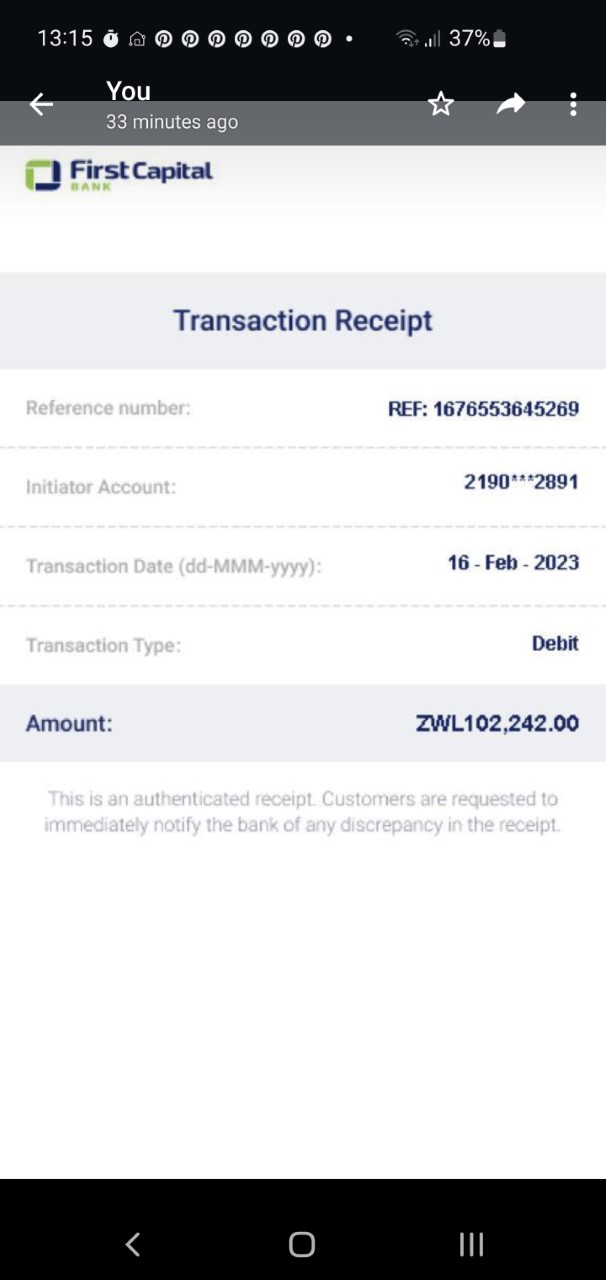 13:15 37%
You
33 minutes ago
First Capital
BANK
Transaction Receipt
Reference number: REF: 1676553645269
Initiator Account: 2190***2891
Transaction Date (dd-MMM-yyyy): 16 - Feb - 2023
Transaction Type: Debit
Amount: ZWL102,242.00
This is an authenticated receipt. Customers are requested to
immediately notify the bank of any discrepancy in the receipt.